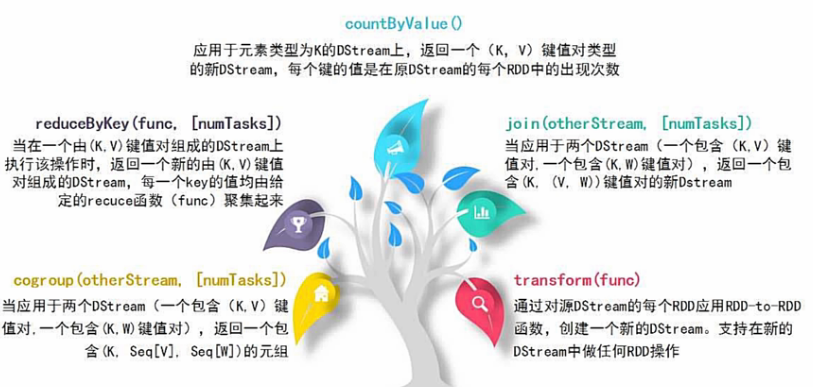 countByValue()
应用于元素类型为K的DStream上，返回一个（K，V）键值对类型
的新DStream，每个键的值是在原DStream的每个RDD中的出现次数
reduceByKey(func, [numTasks])
当在一个由(K,V)键值对组成的DStream上
执行该操作时，返回一个新的由(K,V)键值
对组成的DStream，每一个key的值均由给
定的recuce函数（func）聚集起来
join(otherStream, [numTasks])
当应用于两个DStream（一个包含（K,V）键
值对,一个包含(K,W)键值对），返回一个包
含(K, (V, W))键值对的新Dstream
cogroup(otherStream, [numTasks])
当应用于两个DStream（一个包含（K,V）键
值对,一个包含(K,W)键值对），返回一个包
含(K, Seq[V], Seq[W])的元组
transform(func)
通过对源DStream的每个RDD应用RDD-to-RDD
函数，创建一个新的DStream。支持在新的
DStream中做任何RDD操作